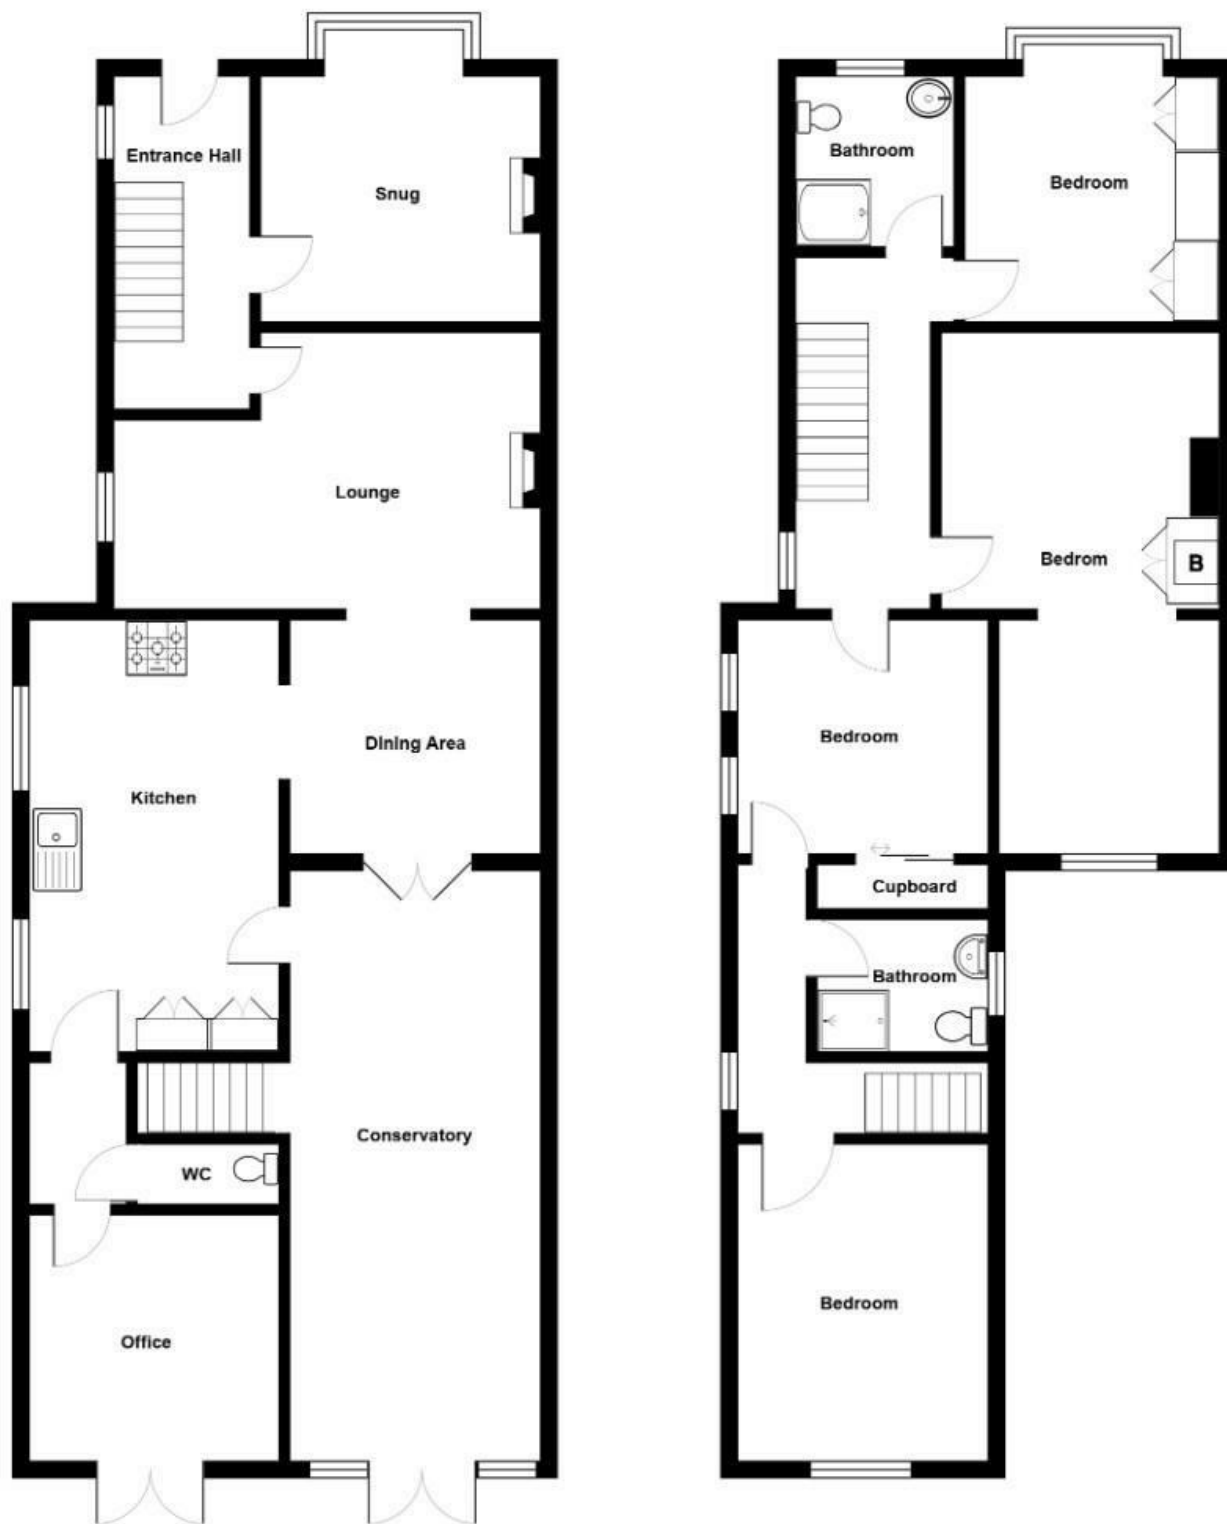 Entrance Hall
Snug
Lounge
Dining Area
Kitchen
Conservatory
WC
Office
Bathroom
Bedroom
Bedrom
B
Bedroom
Cupboard
Bathroom
Bedroom